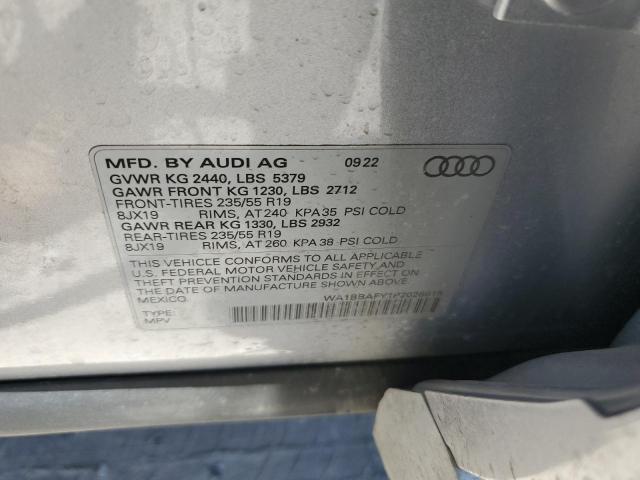 MFD. BY AUDI AG 09.22
GVWR KG 2440, LBS 5379
GAWR FRONT KG 1230, LBS 2712
FRONT-TIRES 235/55 R19
8JX19 RIMS, AT 240 KPA 35 PSI COLD
GAWR REAR KG 1330, LBS 2932
REAR-TIRES 235/55 R19
8JX19 RIMS, AT 260 KPA 38 PSI COLD
THIS VEHICLE CONFORMS TO ALL APPLICABLE
U.S. FEDERAL MOTOR VEHICLE SAFETY AND
THEFT PREVENTION STANDARDS IN EFFECT ON
THE DATE OF MANUFACTURE SHOWN ABOVE.
MEXICO.
TYPE:
MPV